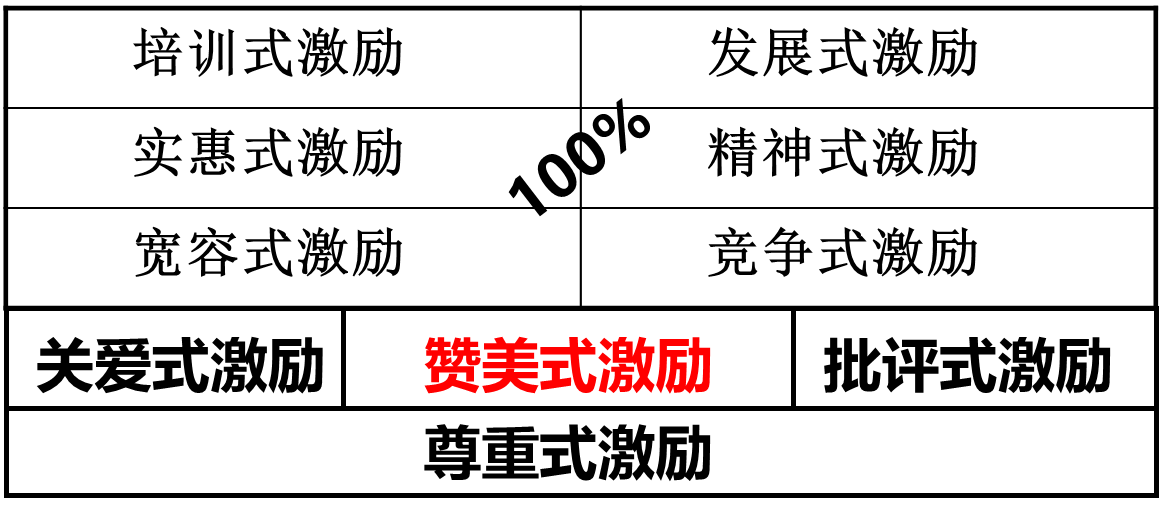 培训式激励 发展式激励
100%
实惠式激励 精神式激励
宽容式激励 竞争式激励
关爱式激励 赞美式激励 批评式激励
尊重式激励